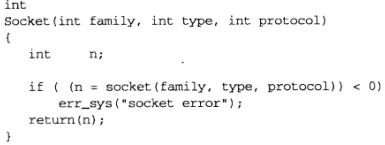 int
Socket(int family, int type, int protocol)
{
    int     n;
    if ( (n = socket(family, type, protocol)) < 0)
        err_sys("socket error");
    return(n);
}